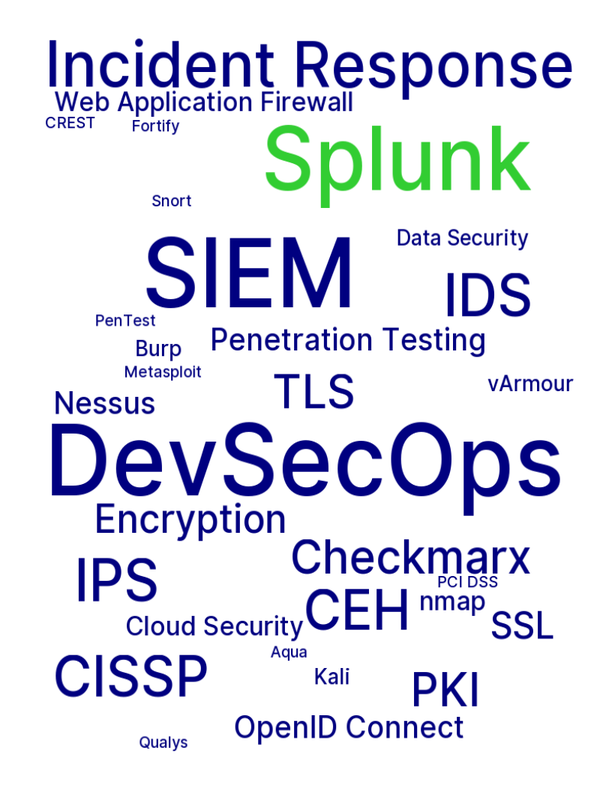 Incident Response
Web Application Firewall
CREST
Fortify
Splunk
Snort
Data Security
SIEM
IDS
PenTest
Penetration Testing
Burp
Metasploit
TLS
vArmour
Nessus
DevSecOps
Encryption
Checkmarx
IPS
PCI DSS
CEH
nmap
SSL
Cloud Security
Aqua
CISSP
Kali
PKI
OpenID Connect
Qualys